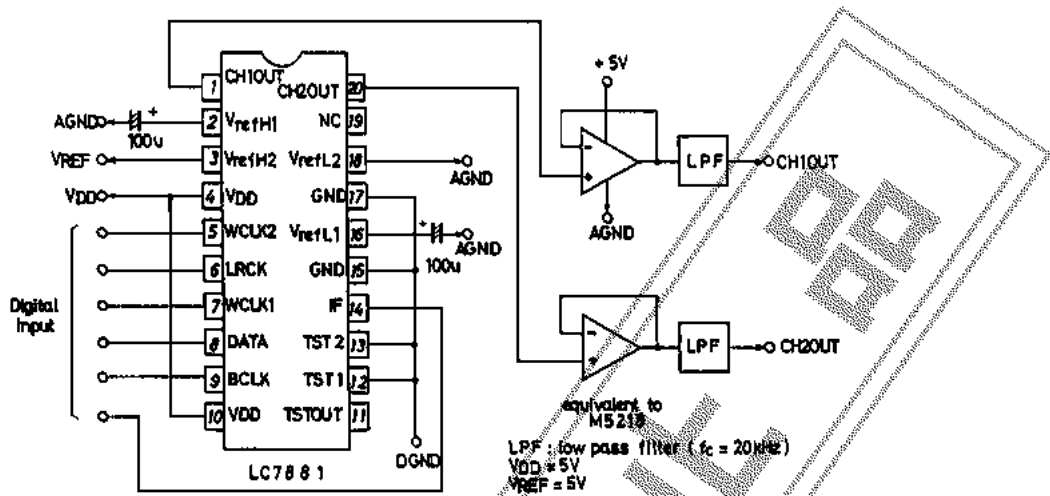 +5V
1 CH1OUT
CH2OUT 20
AGND
+
100u
2 VrefH1
NC 19
VREF
3 VrefH2
VrefL2 18
AGND
VDD
4 VDD
GND 17
5 WCLK2
VrefL1 16
+
100u
AGND
6 LRCK
GND 15
Digital
Input
7 WCLK1
IF 14
8 DATA
TST2 13
9 BCLK
TST1 12
10 VDD
TSTOUT 11
LC7881
DGND
-
+
LPF
CH1OUT
AGND
-
+
LPF
CH2OUT
equivalent to
M5218
LPF : low pass filter ( fc = 20kHz )
VDD = 5V
VREF = 5V